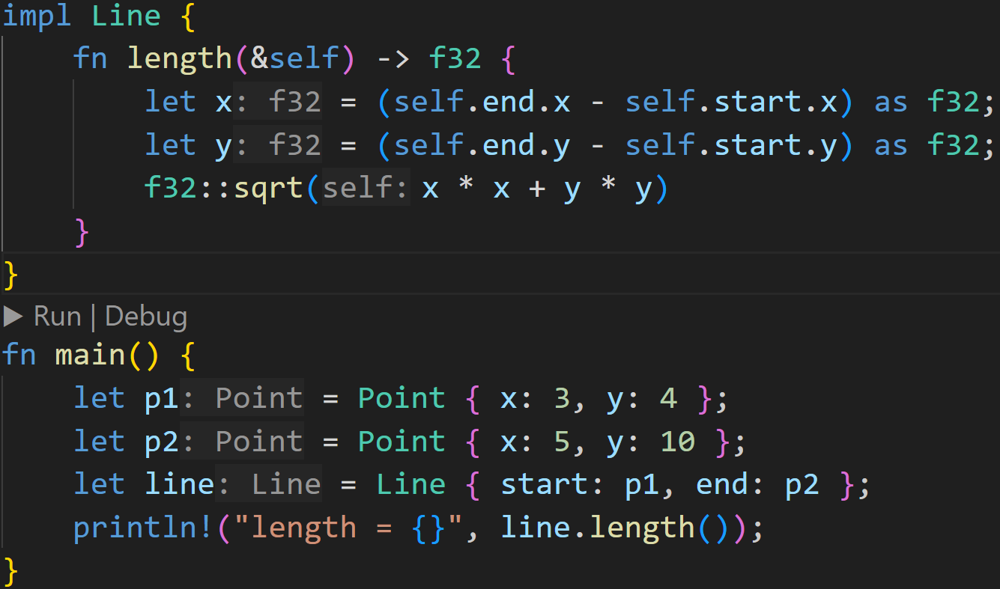 impl Line {
    fn length(&self) -> f32 {
        let x: f32 = (self.end.x - self.start.x) as f32;
        let y: f32 = (self.end.y - self.start.y) as f32;
        f32::sqrt(self: x * x + y * y)
    }
}
▶ Run | Debug
fn main() {
    let p1: Point = Point { x: 3, y: 4 };
    let p2: Point = Point { x: 5, y: 10 };
    let line: Line = Line { start: p1, end: p2 };
    println!("length = {}", line.length());
}